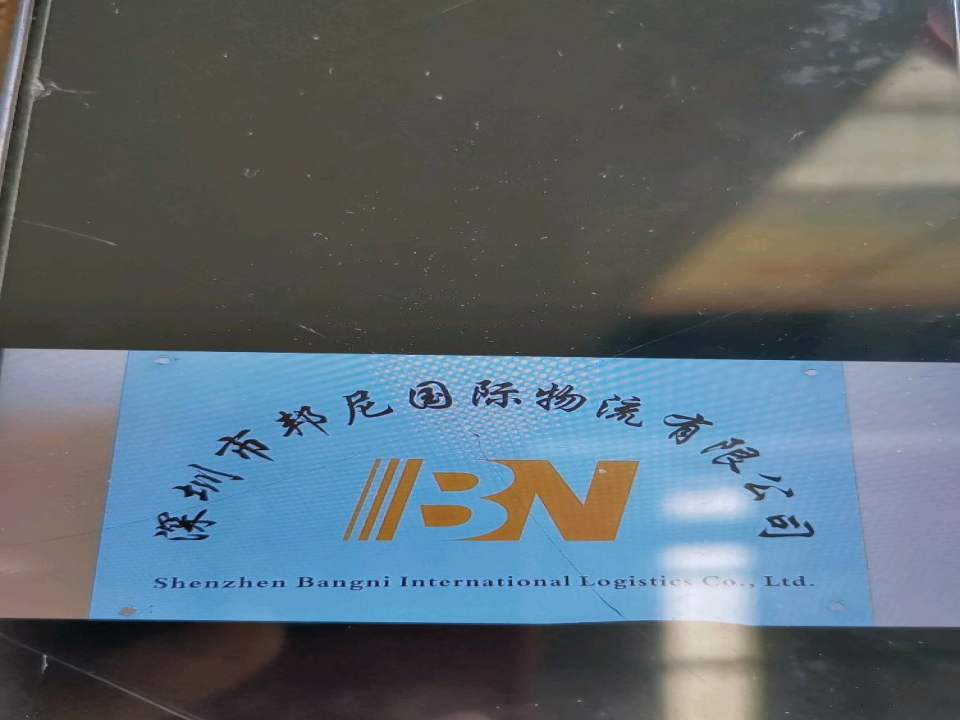 深圳市邦尼国际物流有限公司
BN
Shenzhen Bangni International Logistics Co., Ltd.